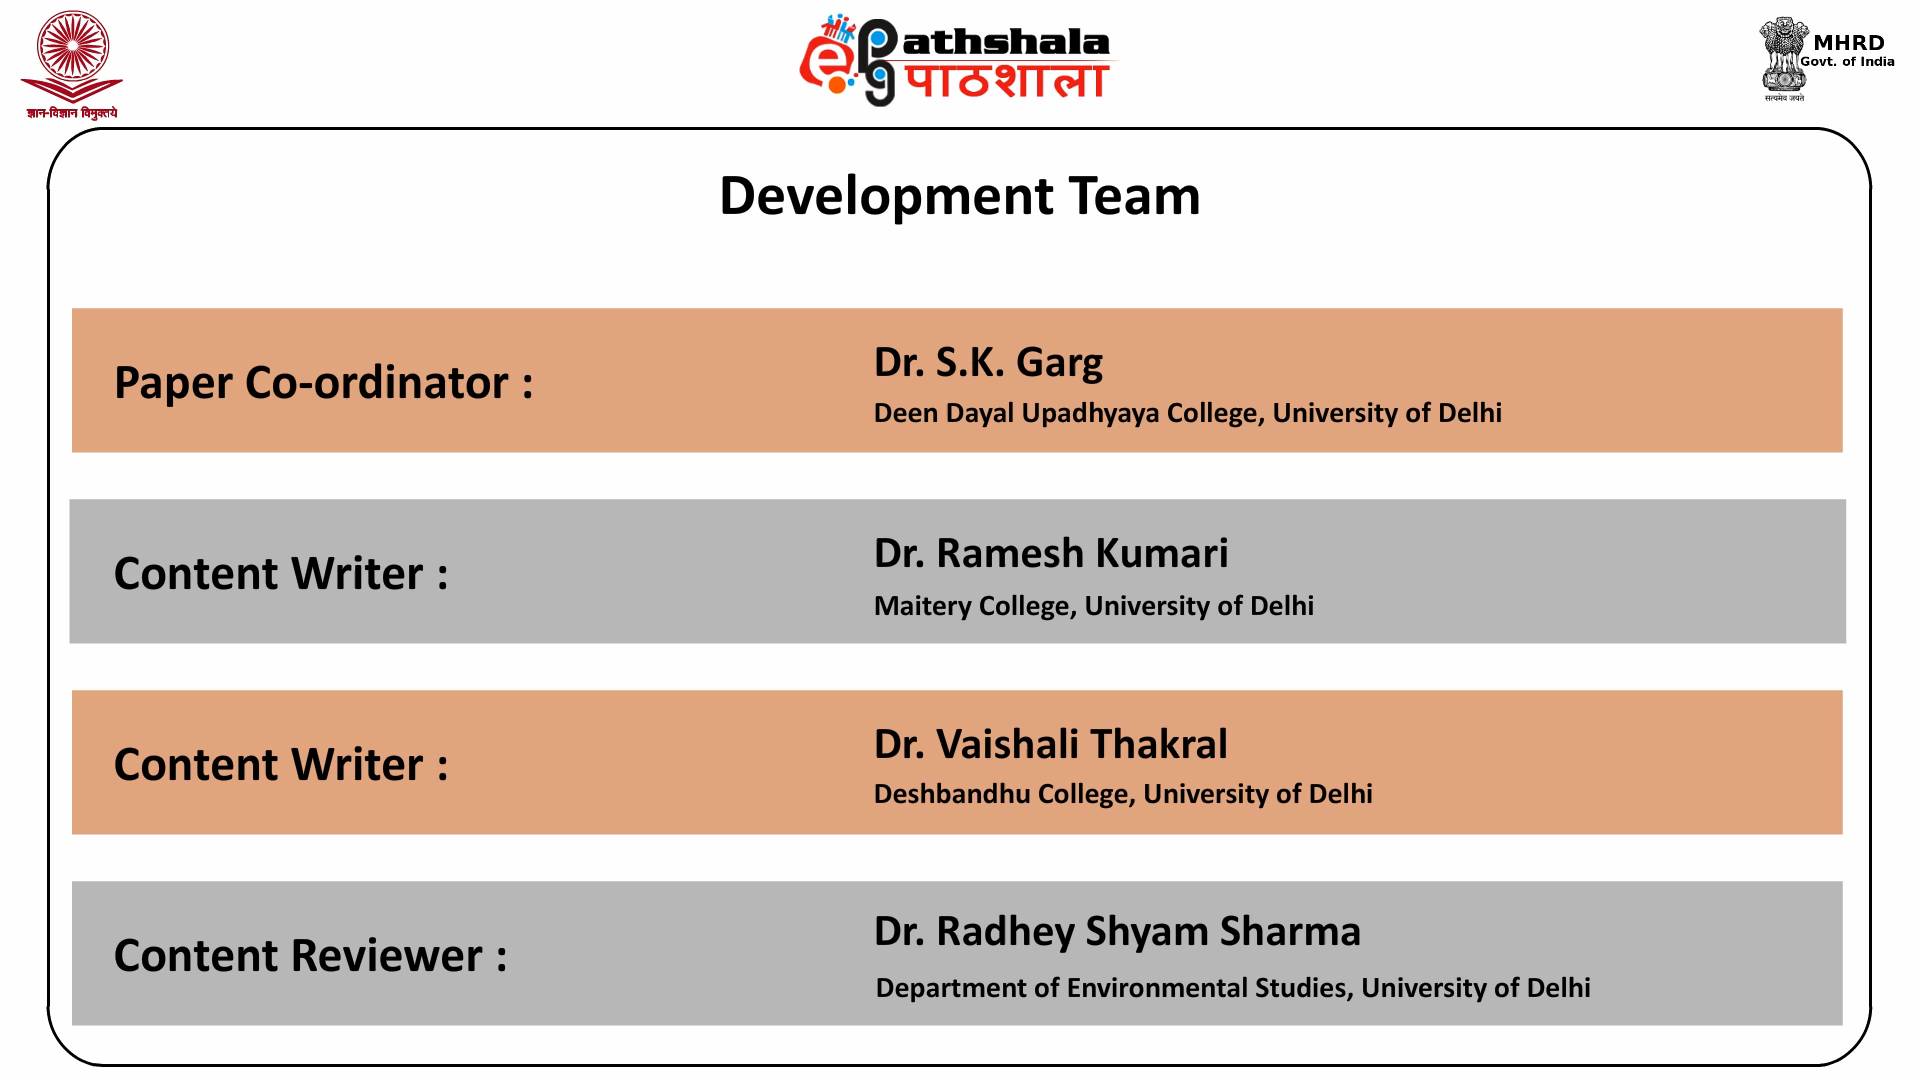 ज्ञान-विज्ञान विमुक्तये
e PG athshala
पाठशाला
MHRD
Govt. of India
सत्यमेव जयते
Development Team
Paper Co-ordinator :
Dr. S.K. Garg
Deen Dayal Upadhyaya College, University of Delhi
Content Writer :
Dr. Ramesh Kumari
Maitery College, University of Delhi
Content Writer :
Dr. Vaishali Thakral
Deshbandhu College, University of Delhi
Content Reviewer :
Dr. Radhey Shyam Sharma
Department of Environmental Studies, University of Delhi